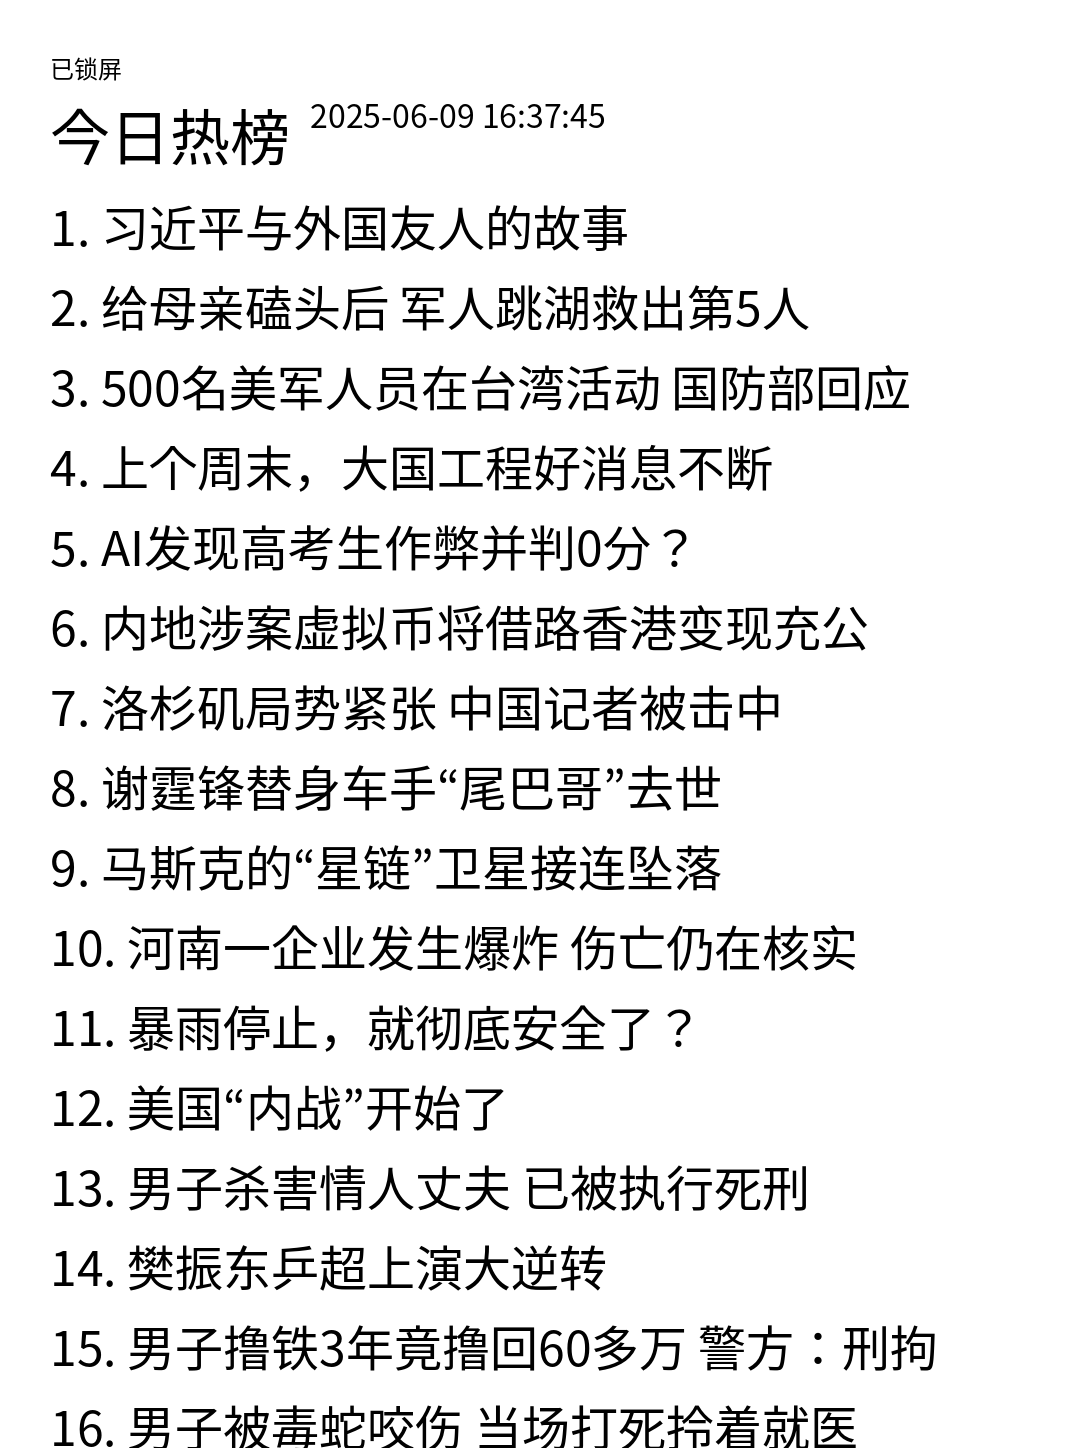 已锁屏
今日热榜 2025-06-09 16:37:45
1. 习近平与外国友人的故事
2. 给母亲磕头后 军人跳湖救出第5人
3. 500名美军人员在台湾活动 国防部回应
4. 上个周末，大国工程好消息不断
5. AI发现高考生作弊并判0分？
6. 内地涉案虚拟币将借路香港变现充公
7. 洛杉矶局势紧张 中国记者被击中
8. 谢霆锋替身车手“尾巴哥”去世
9. 马斯克的“星链”卫星接连坠落
10. 河南一企业发生爆炸 伤亡仍在核实
11. 暴雨停止，就彻底安全了？
12. 美国“内战”开始了
13. 男子杀害情人丈夫 已被执行死刑
14. 樊振东乒超上演大逆转
15. 男子撸铁3年竟撸回60多万 警方：刑拘
16. 男子被毒蛇咬伤 当场打死拎着就医